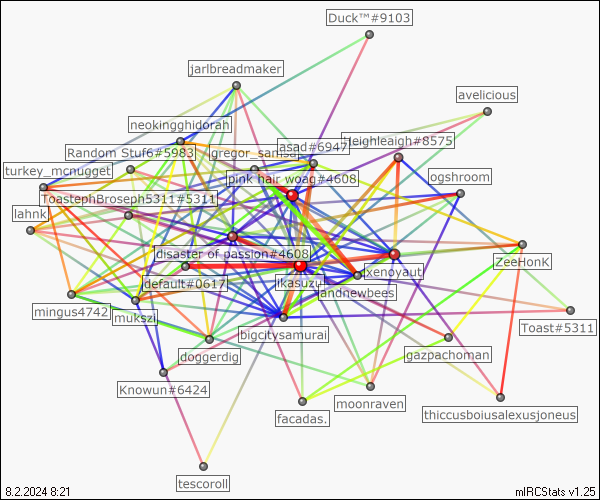 Duck™#9103
jarlbreadmaker
avelicious
neokingghidorah
Heighleigh#8575
asad#6947
Random Stuf6#5983
gregor_samsa
turkey_mcnugget
pink hair woag#4608
ogshroom
ToastephBroseph5311#5311
lahnk
disaster of passion#4608
ZeeHonK
xenoyaut
default#0617
ikasuzu
andnewbees
mingus4742
mukszi
Toast#5311
bigcitysamurai
doggerdig
gazpachoman
Knowun#6424
moonraven
thiccusboiusalexusjoneus
facadas.
tescoroll
8.2.2024 8:21
mIRCStats v1.25